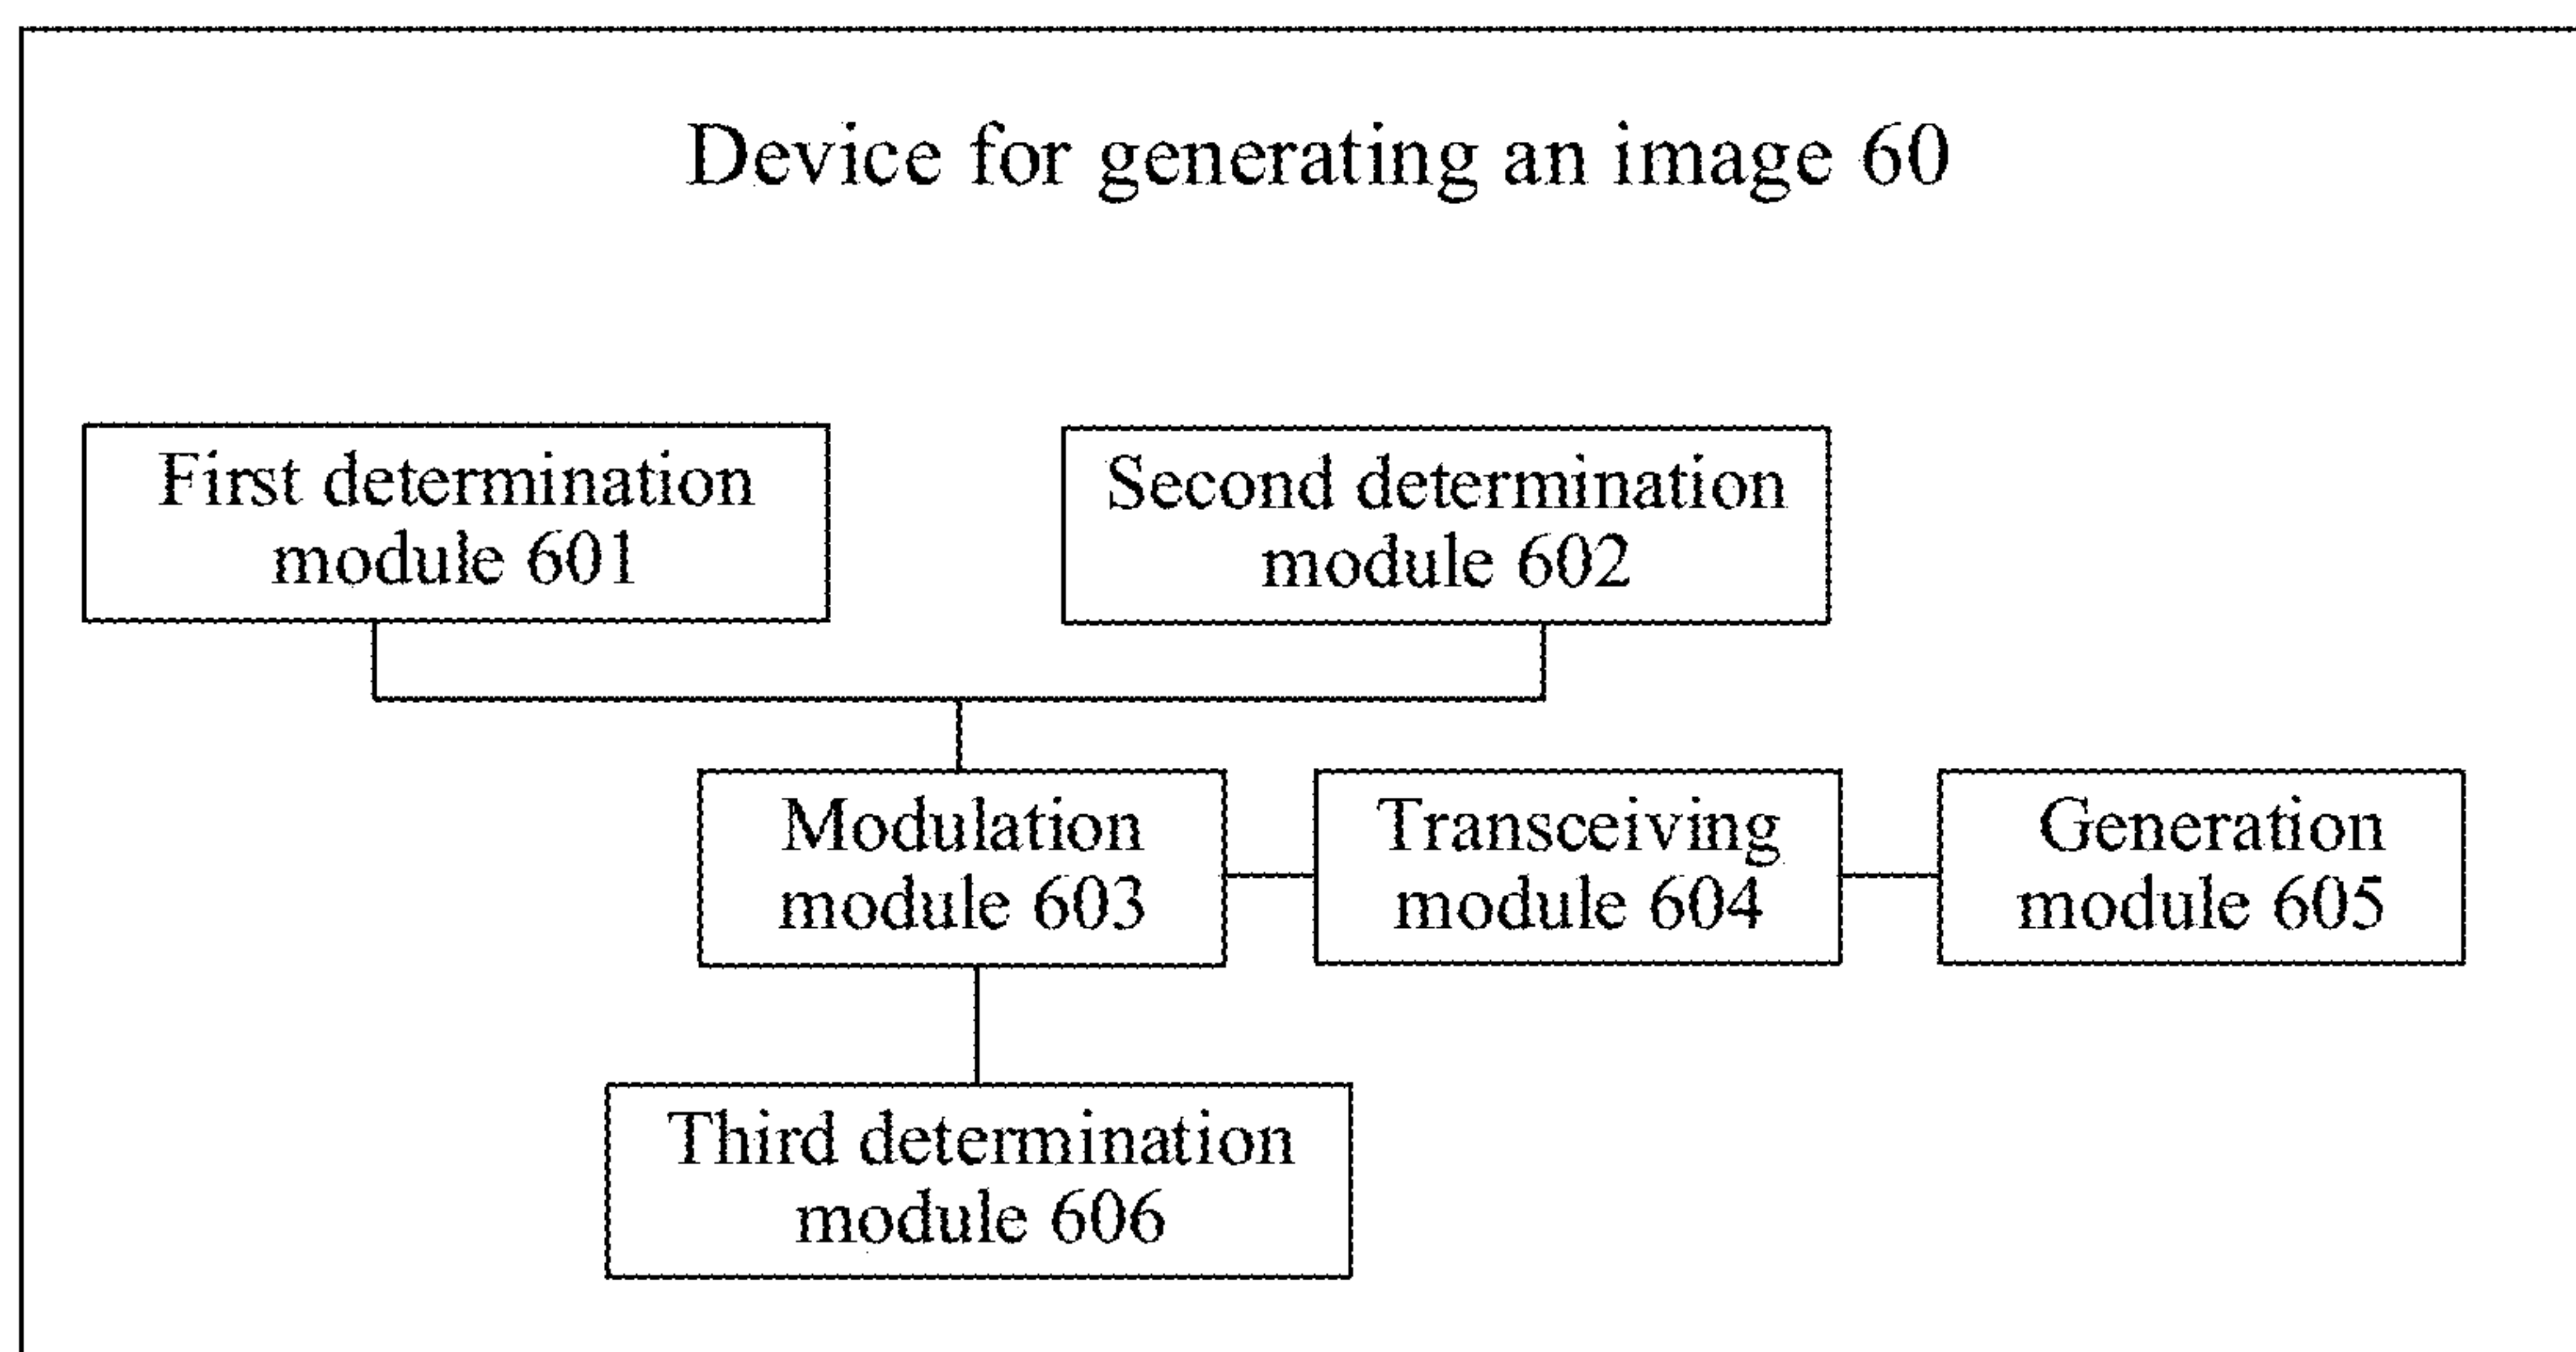 Device for generating an image 60
First determination
module 601
Second determination
module 602
Modulation
module 603
Transceiving
module 604
Generation
module 605
Third determination
module 606